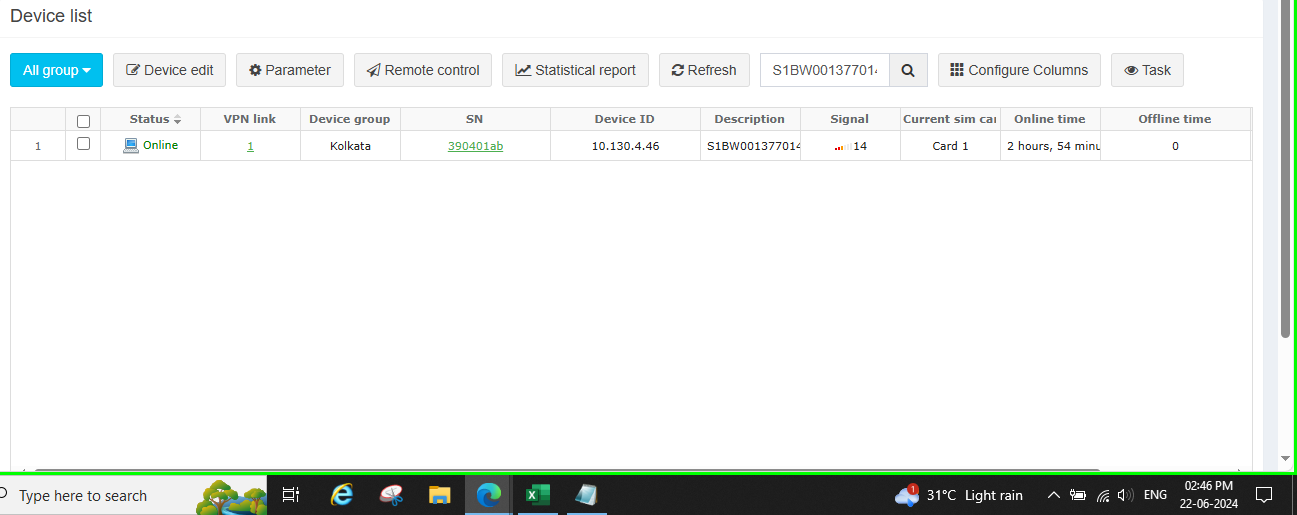 Device list
All group Device edit Parameter Remote control Statistical report Refresh S1BW00137701 Configure Columns Task
Status VPN link Device group SN Device ID Description Signal Current sim car Online time Offline time
1 Online 1 Kolkata 390401ab 10.130.4.46 S1BW001377014 14 Card 1 2 hours, 54 minu 0
Type here to search 1 31°C Light rain ENG 02:46 PM
22-06-2024